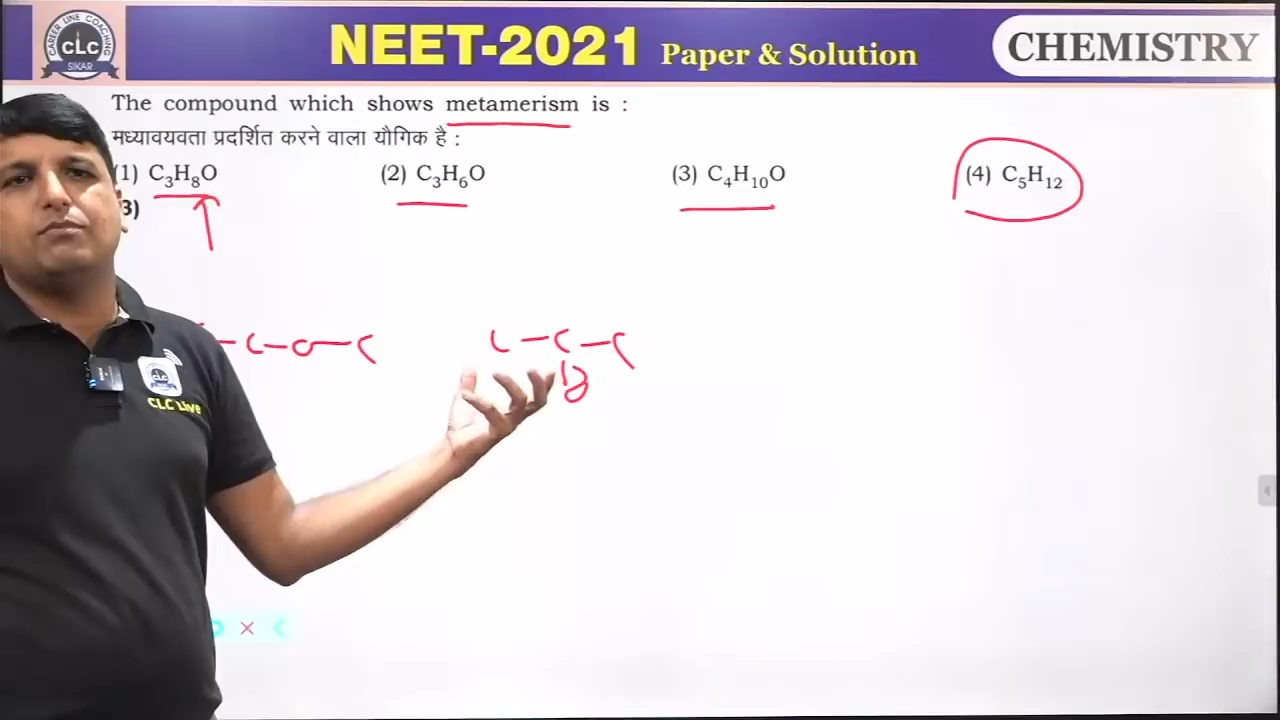 CAREER LINE COACHING
CLC
SIKAR
NEET-2021 Paper & Solution
CHEMISTRY
The compound which shows metamerism is :
मध्यावयवता प्रदर्शित करने वाला यौगिक है :
(1) C₃H₈O (2) C₃H₆O (3) C₄H₁₀O (4) C₅H₁₂
3)
C-O-C C-C-C
CLC Live